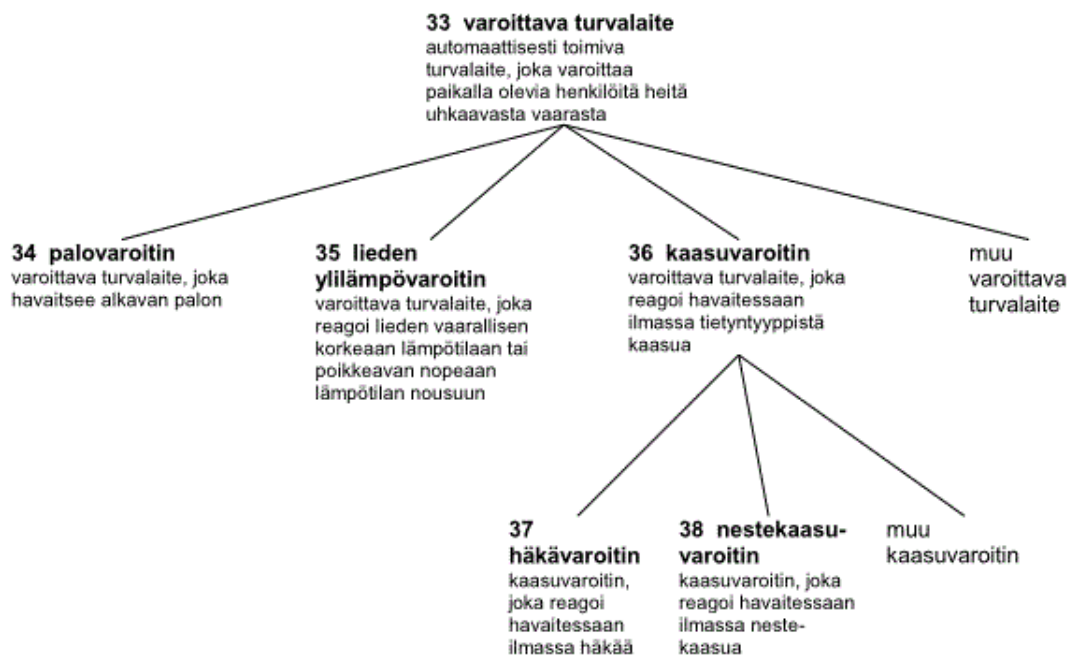 33 varoittava turvalaite
automaattisesti toimiva
turvalaite, joka varoittaa
paikalla olevia henkilöitä heitä
uhkaavasta vaarasta
34 palovaroitin
varoittava turvalaite, joka
havaitsee alkavan palon
35 lieden
ylilämpövaroitin
varoittava turvalaite, joka
reagoi lieden vaarallisen
korkeaan lämpötilaan tai
poikkeavan nopeaan
lämpötilan nousuun
36 kaasuvaroitin
varoittava turvalaite, joka
reagoi havaitessaan
ilmassa tietyntyyppistä
kaasua
muu
varoittava
turvalaite
37
häkävaroitin
kaasuvaroitin,
joka reagoi
havaitessaan
ilmassa häkää
38 nestekaasu-
varoitin
kaasuvaroitin, joka
reagoi havaitessaan
ilmassa neste-
kaasua
muu
kaasuvaroitin